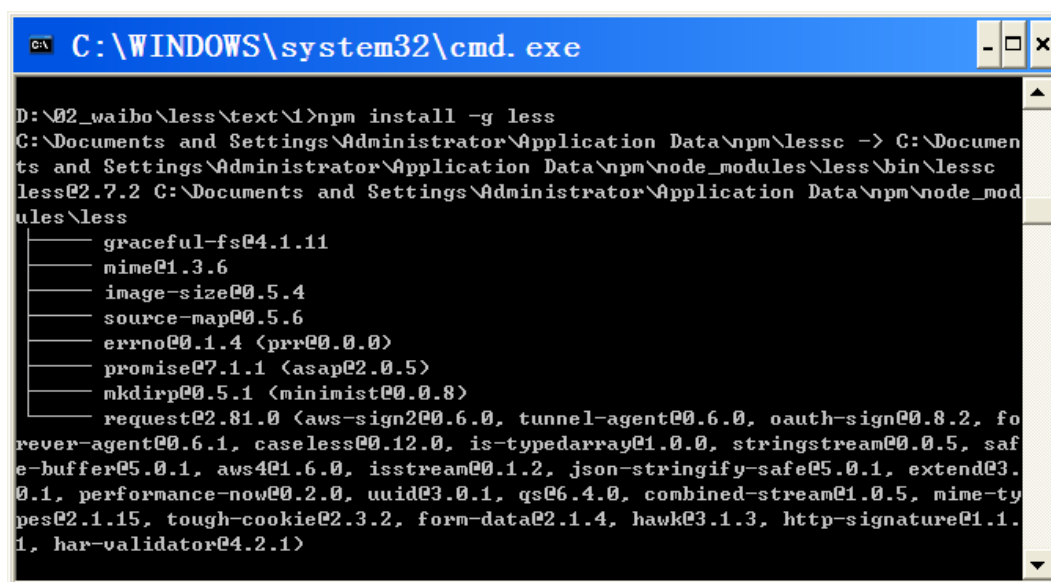 C:\WINDOWS\system32\cmd.exe
D:\02_waibo\less\text\1>npm install -g less
C:\Documents and Settings\Administrator\Application Data\npm\lessc -> C:\Documen
ts and Settings\Administrator\Application Data\npm\node_modules\less\bin\lessc
less@2.7.2 C:\Documents and Settings\Administrator\Application Data\npm\node_mod
ules\less
├── graceful-fs@4.1.11
├── mime@1.3.6
├── image-size@0.5.4
├── source-map@0.5.6
├── errno@0.1.4 (prr@0.0.0)
├── promise@7.1.1 (asap@2.0.5)
├── mkdirp@0.5.1 (minimist@0.0.8)
└── request@2.81.0 (aws-sign2@0.6.0, tunnel-agent@0.6.0, oauth-sign@0.8.2, fo
rever-agent@0.6.1, caseless@0.12.0, is-typedarray@1.0.0, stringstream@0.0.5, saf
e-buffer@5.0.1, aws4@1.6.0, isstream@0.1.2, json-stringify-safe@5.0.1, extend@3.
0.1, performance-now@0.2.0, uuid@3.0.1, qs@6.4.0, combined-stream@1.0.5, mime-ty
pes@2.1.15, tough-cookie@2.3.2, form-data@2.1.4, hawk@3.1.3, http-signature@1.1.
1, har-validator@4.2.1)